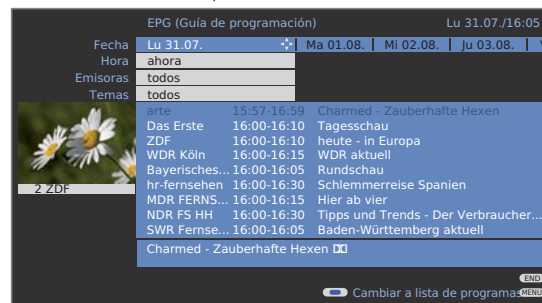 EPG (Guía de programación) Lu 31.07./16:05
Fecha Lu 31.07. Ma 01.08. Mi 02.08. Ju 03.08.
Hora ahora
Emisoras todos
Temas todos
arte 15:57-16:59 Charmed - Zauberhafte Hexen
Das Erste 16:00-16:10 Tagesschau
ZDF 16:00-16:10 heute - in Europa
WDR Köln 16:00-16:15 WDR aktuell
Bayerisches... 16:00-16:05 Rundschau
hr-fernsehen 16:00-16:30 Schlemmerreise Spanien
MDR FERNS... 16:00-16:15 Hier ab vier
NDR FS HH 16:00-16:30 Tipps und Trends - Der Verbraucher...
SWR Fernse... 16:00-16:05 Baden-Württemberg aktuell
2 ZDF
Charmed - Zauberhafte Hexen
END
Cambiar a lista de programas MENU